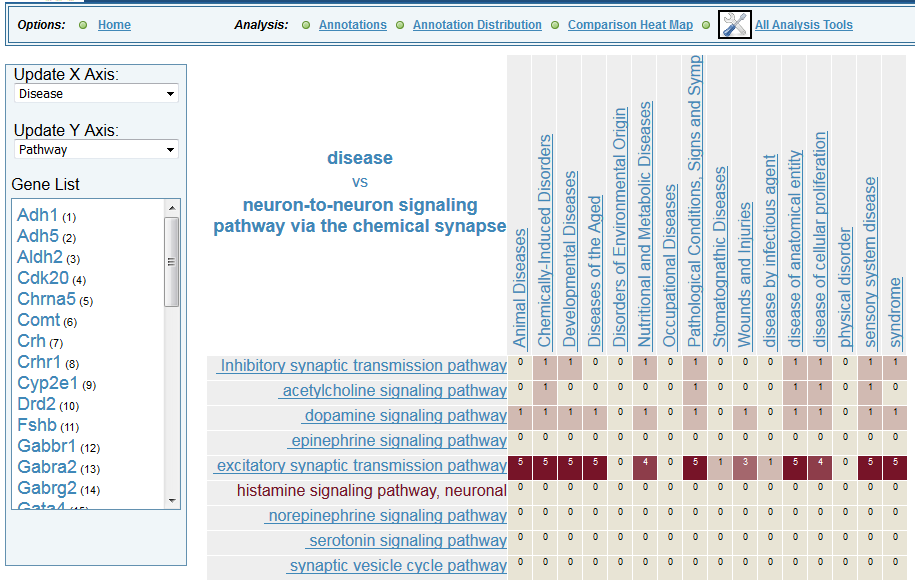 Options: Home Analysis: Annotations Annotation Distribution Comparison Heat Map All Analysis Tools
Update X Axis:
Disease
Update Y Axis:
Pathway
Gene List
Adh1 (1)
Adh5 (2)
Aldh2 (3)
Cdk20 (4)
Chrna5 (5)
Comt (6)
Crh (7)
Crhr1 (8)
Cyp2e1 (9)
Drd2 (10)
Fshb (11)
Gabbr1 (12)
Gabra2 (13)
Gabrg2 (14)
Gata4 (15)
disease
vs
neuron-to-neuron signaling
pathway via the chemical synapse
Animal Diseases
Chemically-Induced Disorders
Developmental Diseases
Diseases of the Aged
Disorders of Environmental Origin
Nutritional and Metabolic Diseases
Occupational Diseases
Pathological Conditions, Signs and Symp
Stomatognathic Diseases
Wounds and Injuries
disease by infectious agent
disease of anatomical entity
disease of cellular proliferation
physical disorder
sensory system disease
syndrome
Inhibitory synaptic transmission pathway 0 1 1 0 0 1 0 1 0 0 0 1 1 0 1 1
acetylcholine signaling pathway 0 1 0 0 0 0 0 1 0 0 0 1 1 0 1 0
dopamine signaling pathway 1 1 1 1 0 1 0 1 0 1 0 1 1 0 1 1
epinephrine signaling pathway 0 0 0 0 0 0 0 0 0 0 0 0 0 0 0 0
excitatory synaptic transmission pathway 5 5 5 5 0 4 0 5 1 3 1 5 4 0 5 5
histamine signaling pathway, neuronal 0 0 0 0 0 0 0 0 0 0 0 0 0 0 0 0
norepinephrine signaling pathway 0 0 0 0 0 0 0 0 0 0 0 0 0 0 0 0
serotonin signaling pathway 0 0 0 0 0 0 0 0 0 0 0 0 0 0 0 0
synaptic vesicle cycle pathway 0 0 0 0 0 0 0 0 0 0 0 0 0 0 0 0